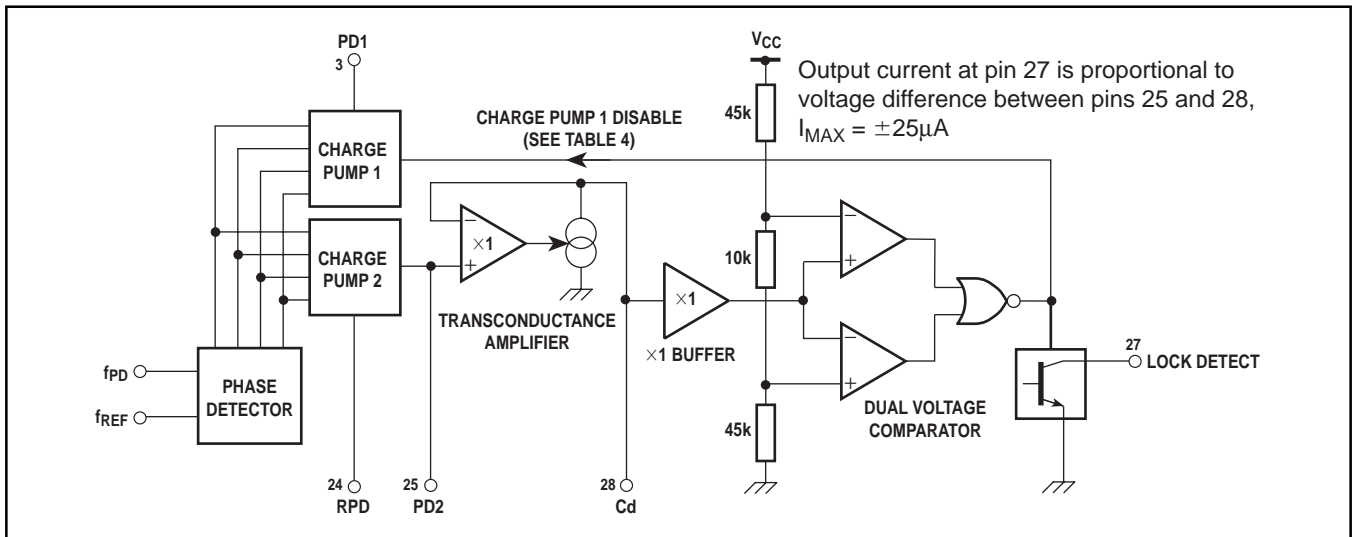 PD1
3
VCC
Output current at pin 27 is proportional to
voltage difference between pins 25 and 28,
IMAX = ±25μA
45k
CHARGE PUMP 1 DISABLE
(SEE TABLE 4)
CHARGE
PUMP 1
CHARGE
PUMP 2
−
×1
+
10k
−
+
×1
−
+
TRANSCONDUCTANCE
AMPLIFIER
×1 BUFFER
27
LOCK DETECT
fPD
fREF
PHASE
DETECTOR
45k
DUAL VOLTAGE
COMPARATOR
24
RPD
25
PD2
28
Cd